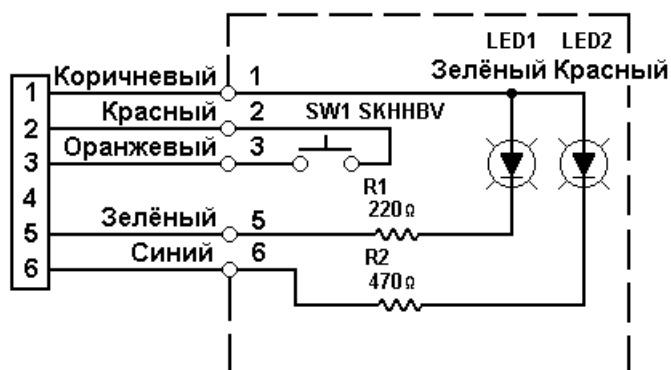 LED1 LED2
Зелёный Красный
1 Коричневый 1
2 Красный 2 SW1 SKHHBV
3 Оранжевый 3
R1
220Ω
4
5 Зелёный 5
6 Синий 6
R2
470Ω